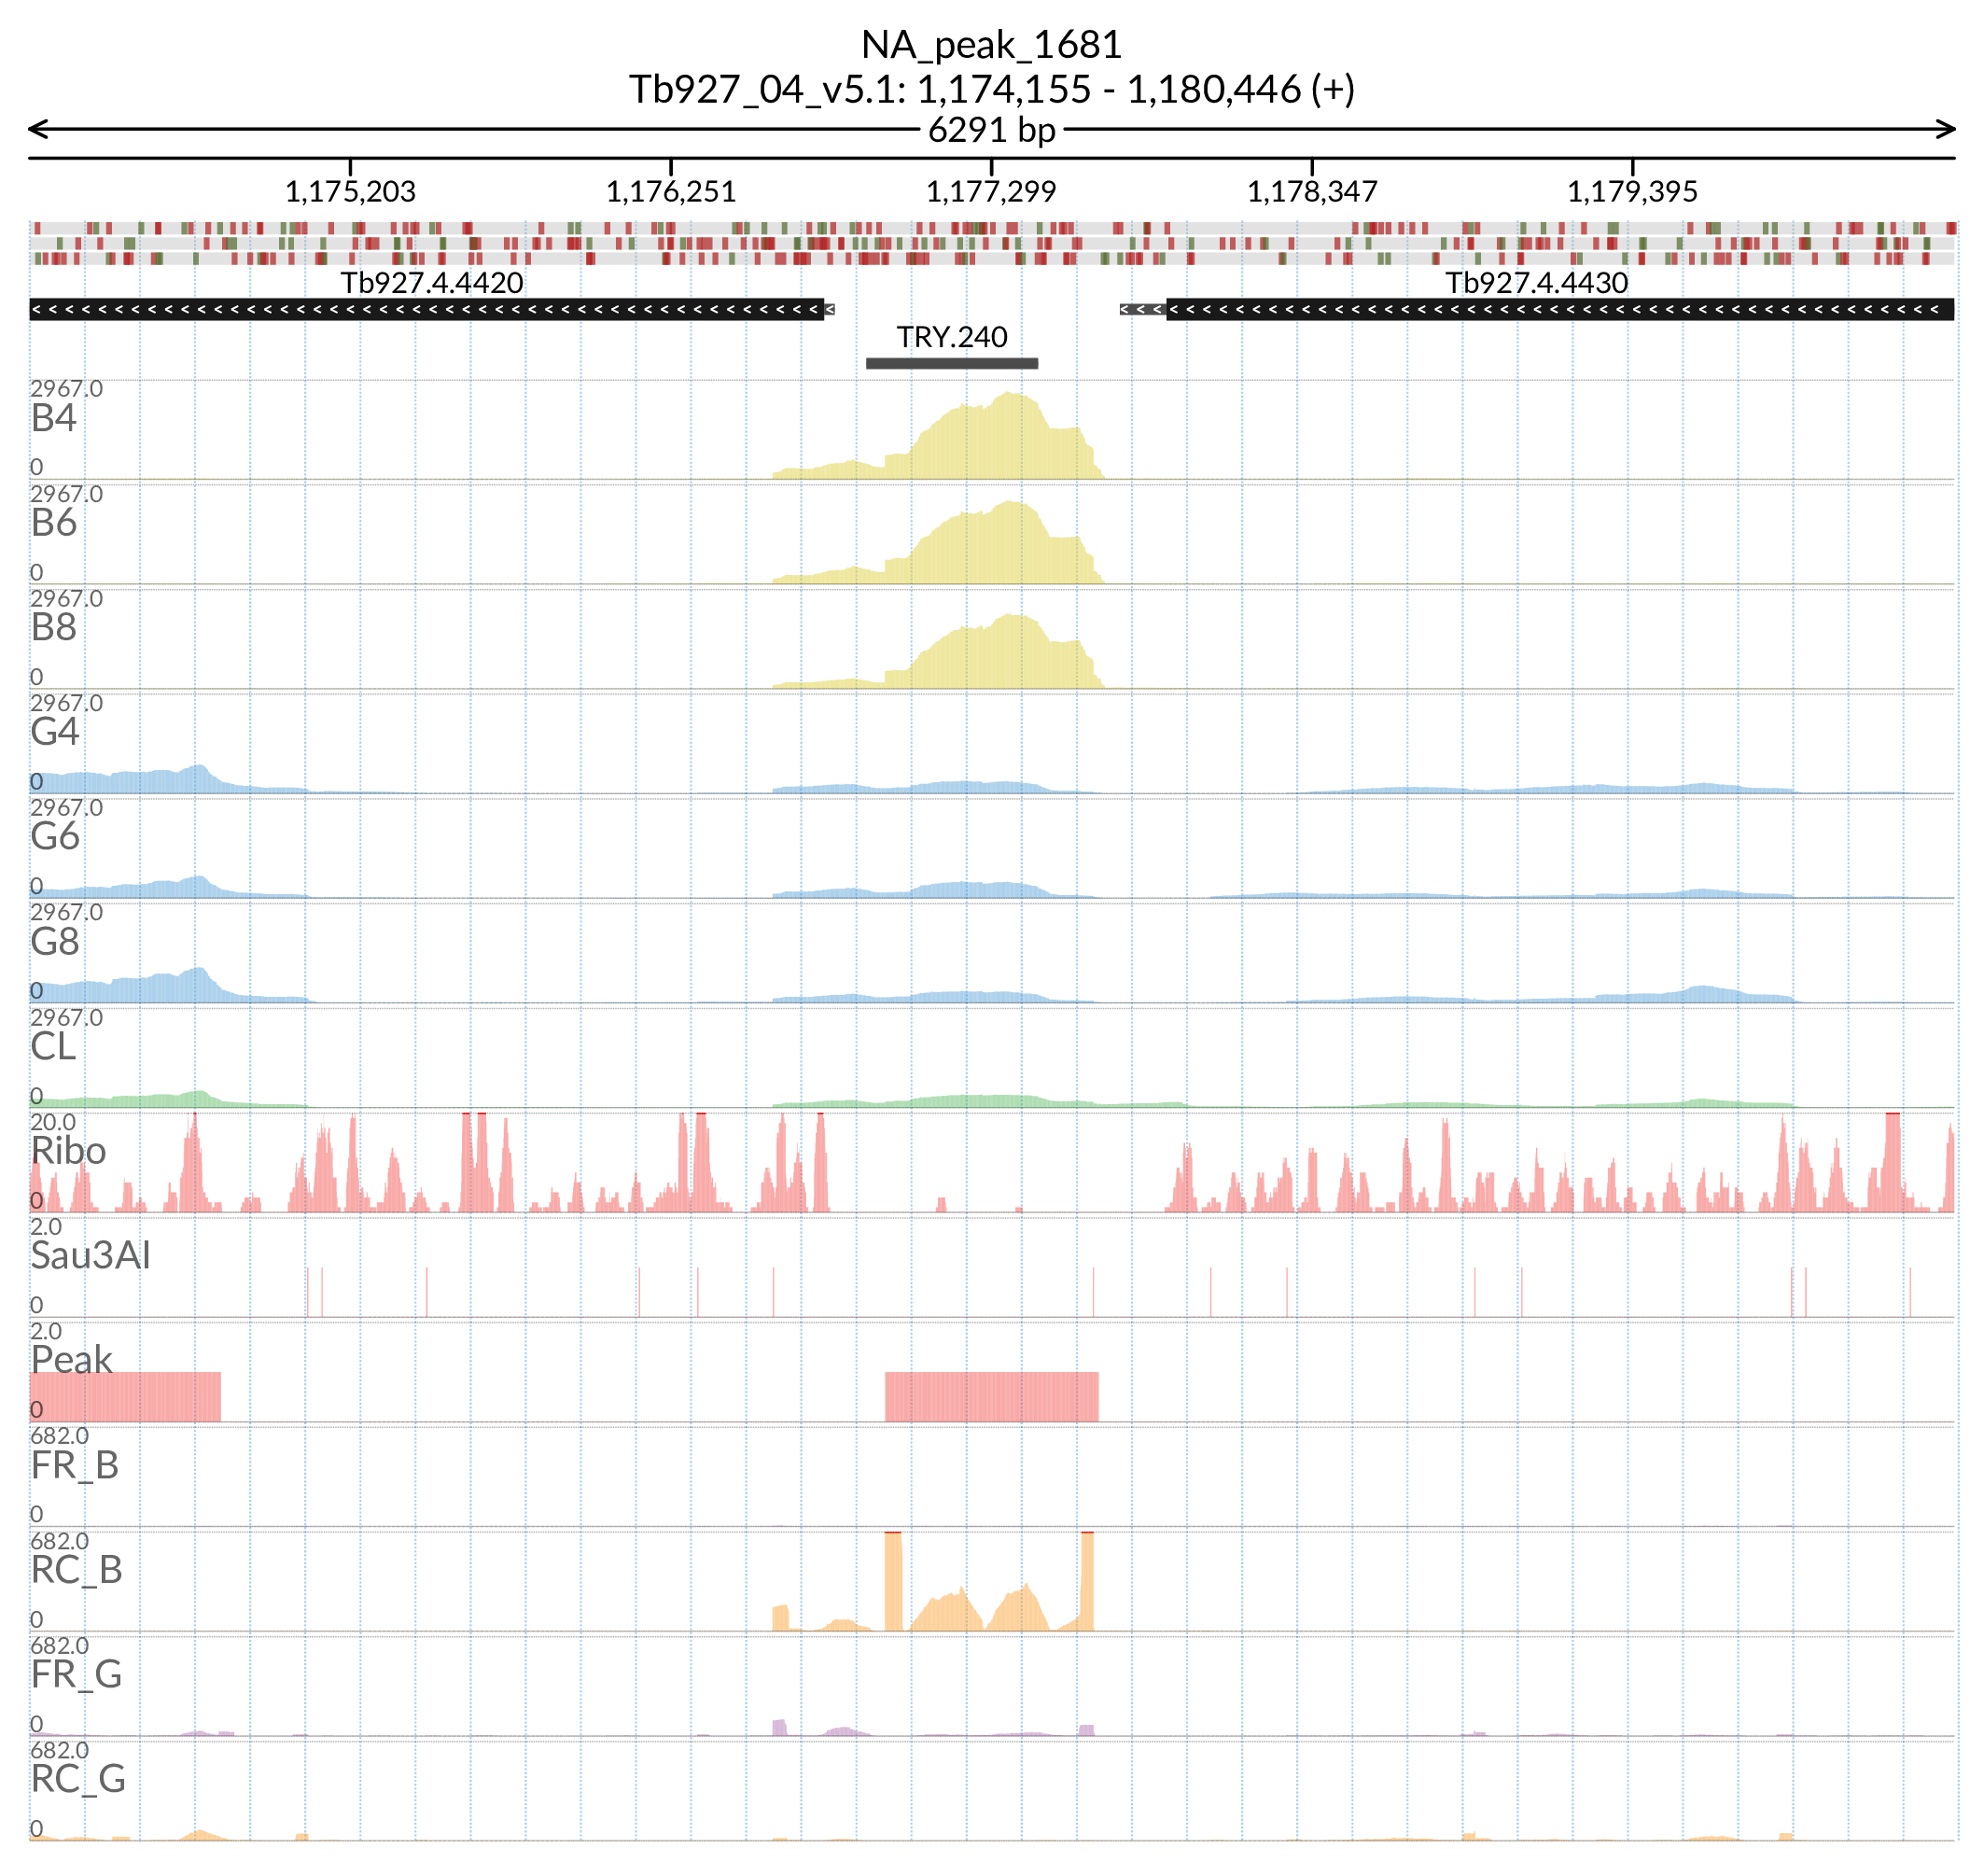 NA_peak_1681
Tb927_04_v5.1: 1,174,155 - 1,180,446 (+)
6291 bp
1,175,203 1,176,251 1,177,299 1,178,347 1,179,395
Tb927.4.4420 Tb927.4.4430
TRY.240
2967.0
B4
0
2967.0
B6
0
2967.0
B8
0
2967.0
G4
0
2967.0
G6
0
2967.0
G8
0
2967.0
CL
0
20.0
Ribo
0
2.0
Sau3AI
0
2.0
Peak
0
682.0
FR_B
0
682.0
RC_B
0
682.0
FR_G
0
682.0
RC_G
0